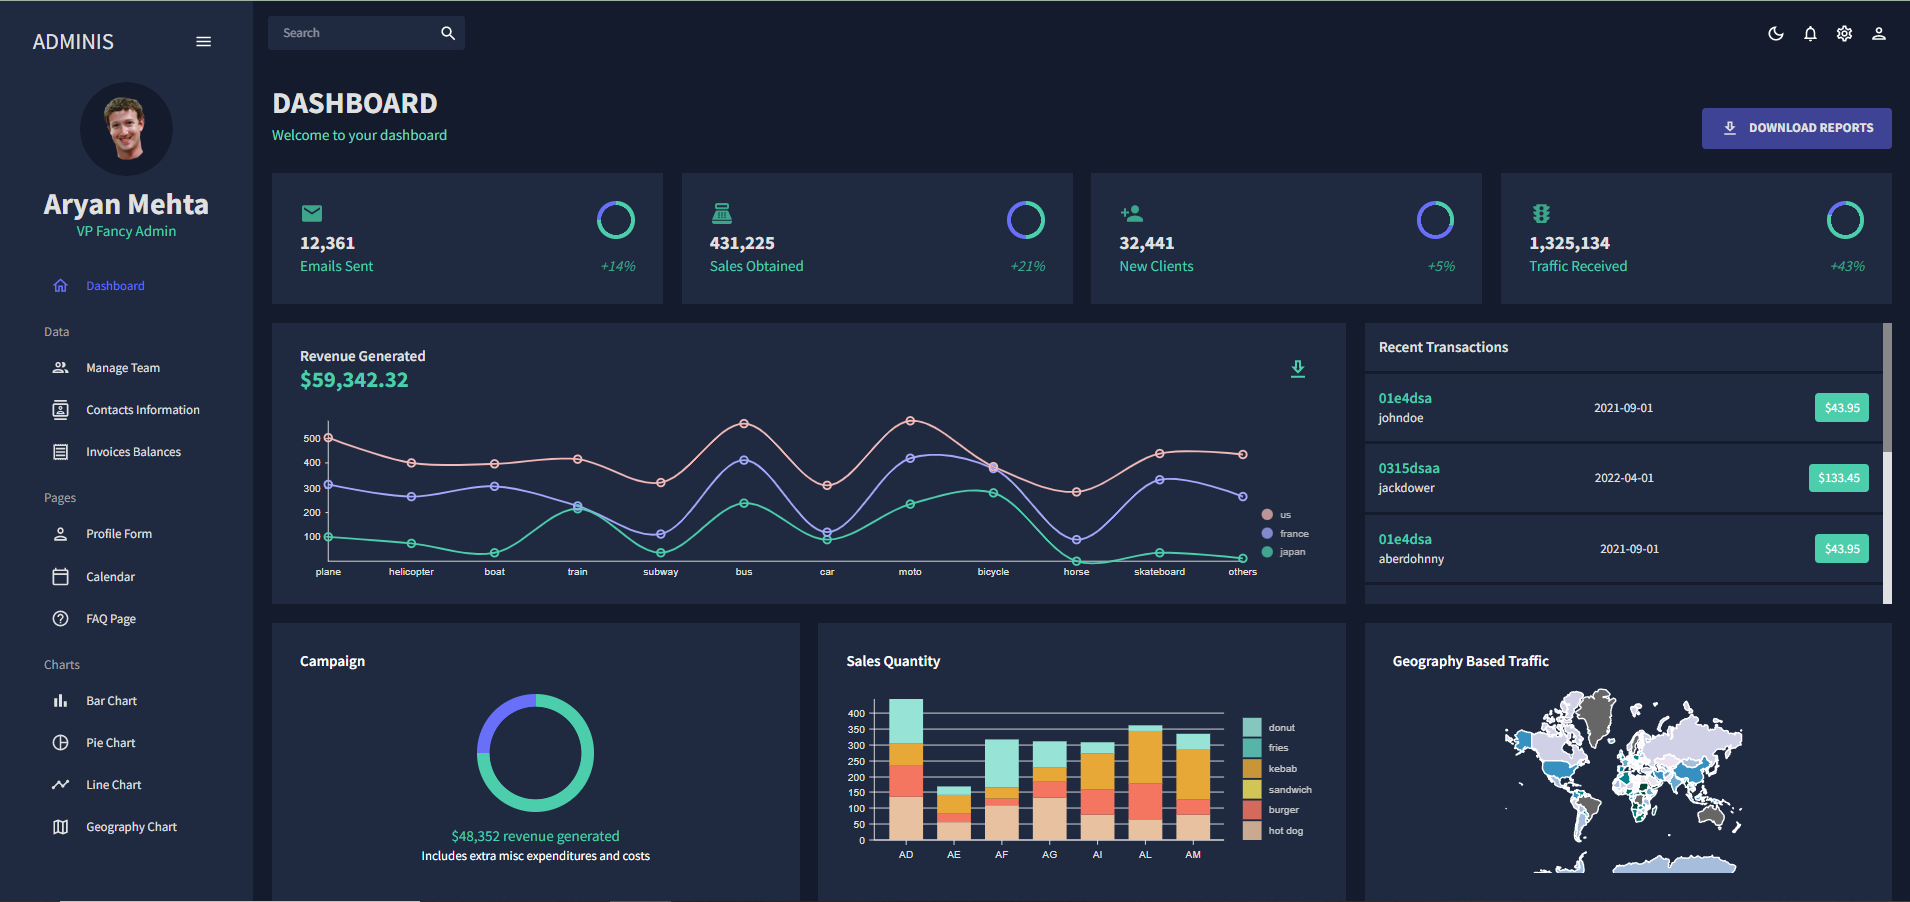 ADMINIS
Search
Aryan Mehta
VP Fancy Admin
Dashboard
Data
Manage Team
Contacts Information
Invoices Balances
Pages
Profile Form
Calendar
FAQ Page
Charts
Bar Chart
Pie Chart
Line Chart
Geography Chart
DASHBOARD
Welcome to your dashboard
DOWNLOAD REPORTS
12,361
Emails Sent
+14%
431,225
Sales Obtained
+21%
32,441
New Clients
+5%
1,325,134
Traffic Received
+43%
Revenue Generated
$59,342.32
500
400
300
200
100
plane helicopter boat train subway bus car moto bicycle horse skateboard others
us
france
japan
Recent Transactions
01e4dsa
johndoe
2021-09-01
$43.95
0315dsaa
jackdower
2022-04-01
$133.45
01e4dsa
aberdohnny
2021-09-01
$43.95
Campaign
$48,352 revenue generated
Includes extra misc expenditures and costs
Sales Quantity
400
350
300
250
200
150
100
50
0
AD AE AF AG AI AL AM
donut
fries
kebab
sandwich
burger
hot dog
Geography Based Traffic